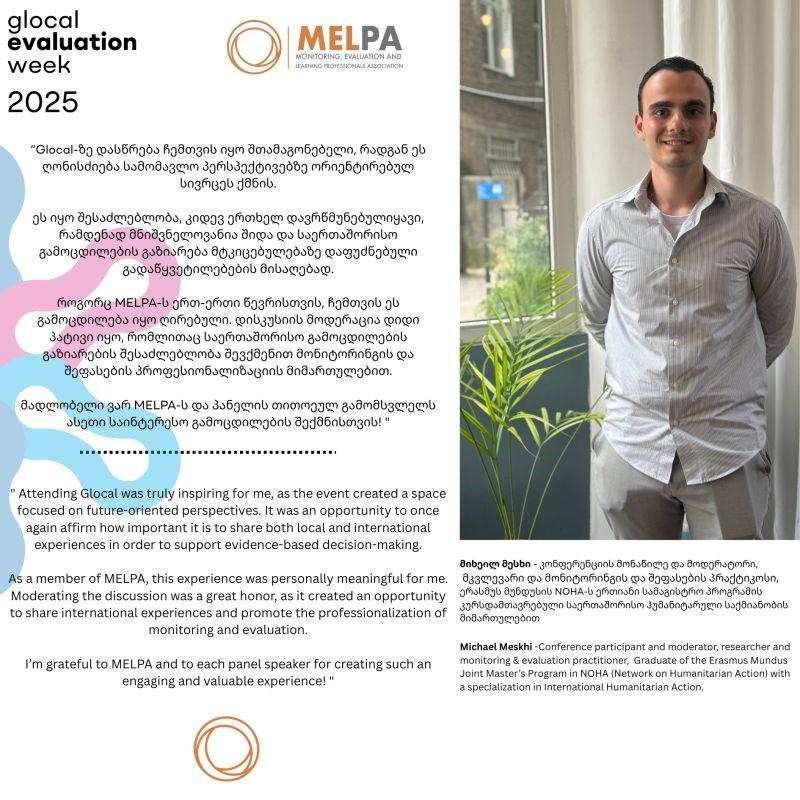 glocal
evaluation
week
2025
MELPA
MONITORING, EVALUATION AND
LEARNING PROFESSIONALS ASSOCIATION
“Glocal-ზე დასწრება ჩემთვის იყო შთამაგონებელი, რადგან ეს
ღონისძიება სამომავლო პერსპექტივებზე ორიენტირებულ
სივრცეს ქმნის.
ეს იყო შესაძლებლობა, კიდევ ერთხელ დავრწმუნებულიყავი,
რამდენად მნიშვნელოვანია შიდა და საერთაშორისო
გამოცდილების გაზიარება მტკიცებულებაზე დაფუძნებული
გადაწყვეტილებების მისაღებად.
როგორც MELPA-ს ერთ-ერთი წევრისთვის, ჩემთვის ეს
გამოცდილება იყო ღირებული. დისკუსიის მოდერაცია დიდი
პატივი იყო, რომლითაც საერთაშორისო გამოცდილების
გაზიარების შესაძლებლობა შევქმენით მონიტორინგის და
შეფასების პროფესიონალიზაციის მიმართულებით.
მადლობელი ვარ MELPA-ს და პანელის თითოეულ გამომსვლელს
ასეთი საინტერესო გამოცდილების შექმნისთვის! "
" Attending Glocal was truly inspiring for me, as the event created a space
focused on future-oriented perspectives. It was an opportunity to once
again affirm how important it is to share both local and international
experiences in order to support evidence-based decision-making.
As a member of MELPA, this experience was personally meaningful for me.
Moderating the discussion was a great honor, as it created an opportunity
to share international experiences and promote the professionalization of
monitoring and evaluation.
I’m grateful to MELPA and to each panel speaker for creating such an
engaging and valuable experience! "
მიხეილ მესხი - კონფერენციის მონაწილე და მოდერატორი,
მკვლევარი და მონიტორინგის და შეფასების პრაქტიკოსი,
ერასმუს მუნდუსის NOHA-ს ერთიანი სამაგისტრო პროგრამის
კურსდამთავრებული საერთაშორისო ჰუმანიტარული საქმიანობის
მიმართულებით
Michael Meskhi -Conference participant and moderator, researcher and
monitoring & evaluation practitioner, Graduate of the Erasmus Mundus
Joint Master’s Program in NOHA (Network on Humanitarian Action) with
a specialization in International Humanitarian Action.